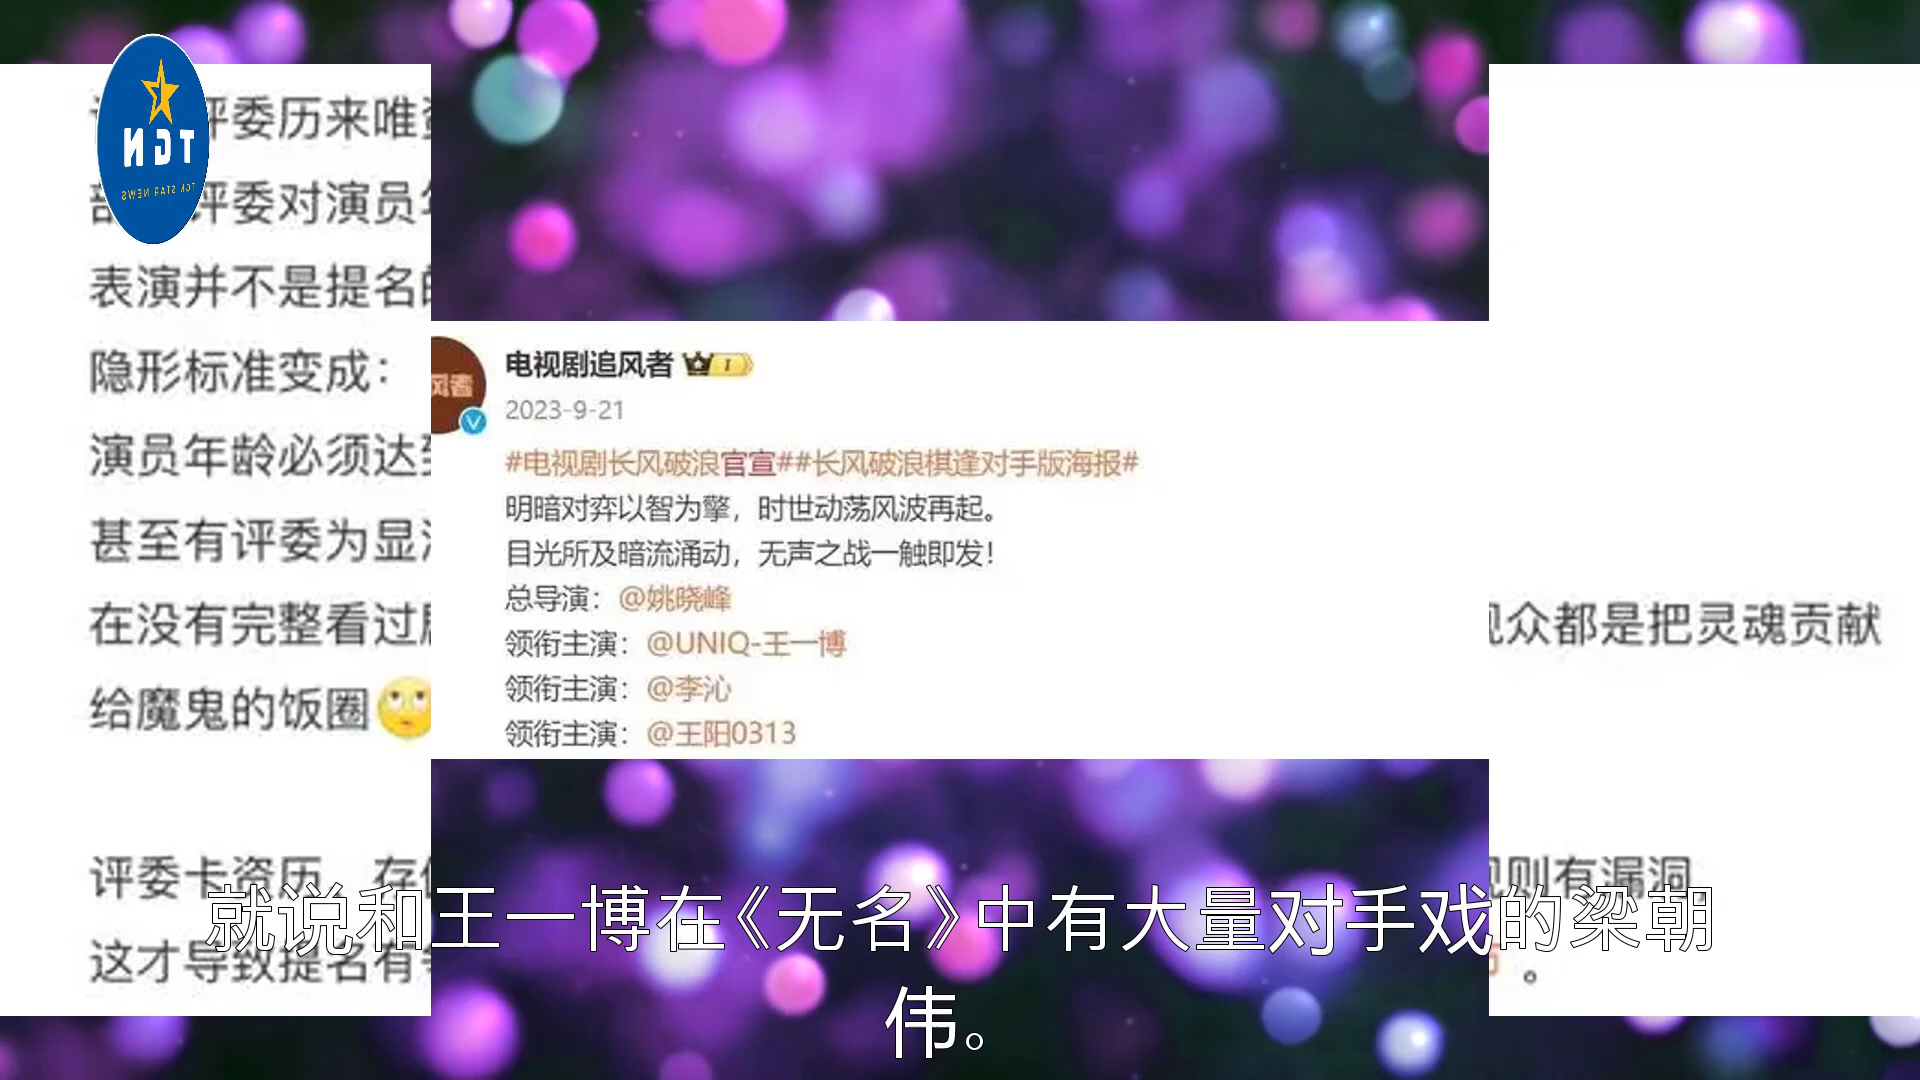 TGN
TGN STAR NEWS
评委历来唯
评委对演员
表演并不是提名
隐形标准变成：
演员年龄必须达
甚至有评委为显
在没有完整看过
众都是把灵魂贡献
给魔鬼的饭圈🙄
评委卡资历，存
则有漏洞
这才导致提名有
。
电视剧追风者
2023-9-21
#电视剧长风破浪官宣##长风破浪棋逢对手版海报#
明暗对弈以智为擎，时世动荡风波再起。
目光所及暗流涌动，无声之战一触即发！
总导演：@姚晓峰
领衔主演：@UNIQ-王一博
领衔主演：@李沁
领衔主演：@王阳0313
就说和王一博在《无名》中有大量对手戏的梁朝
伟。